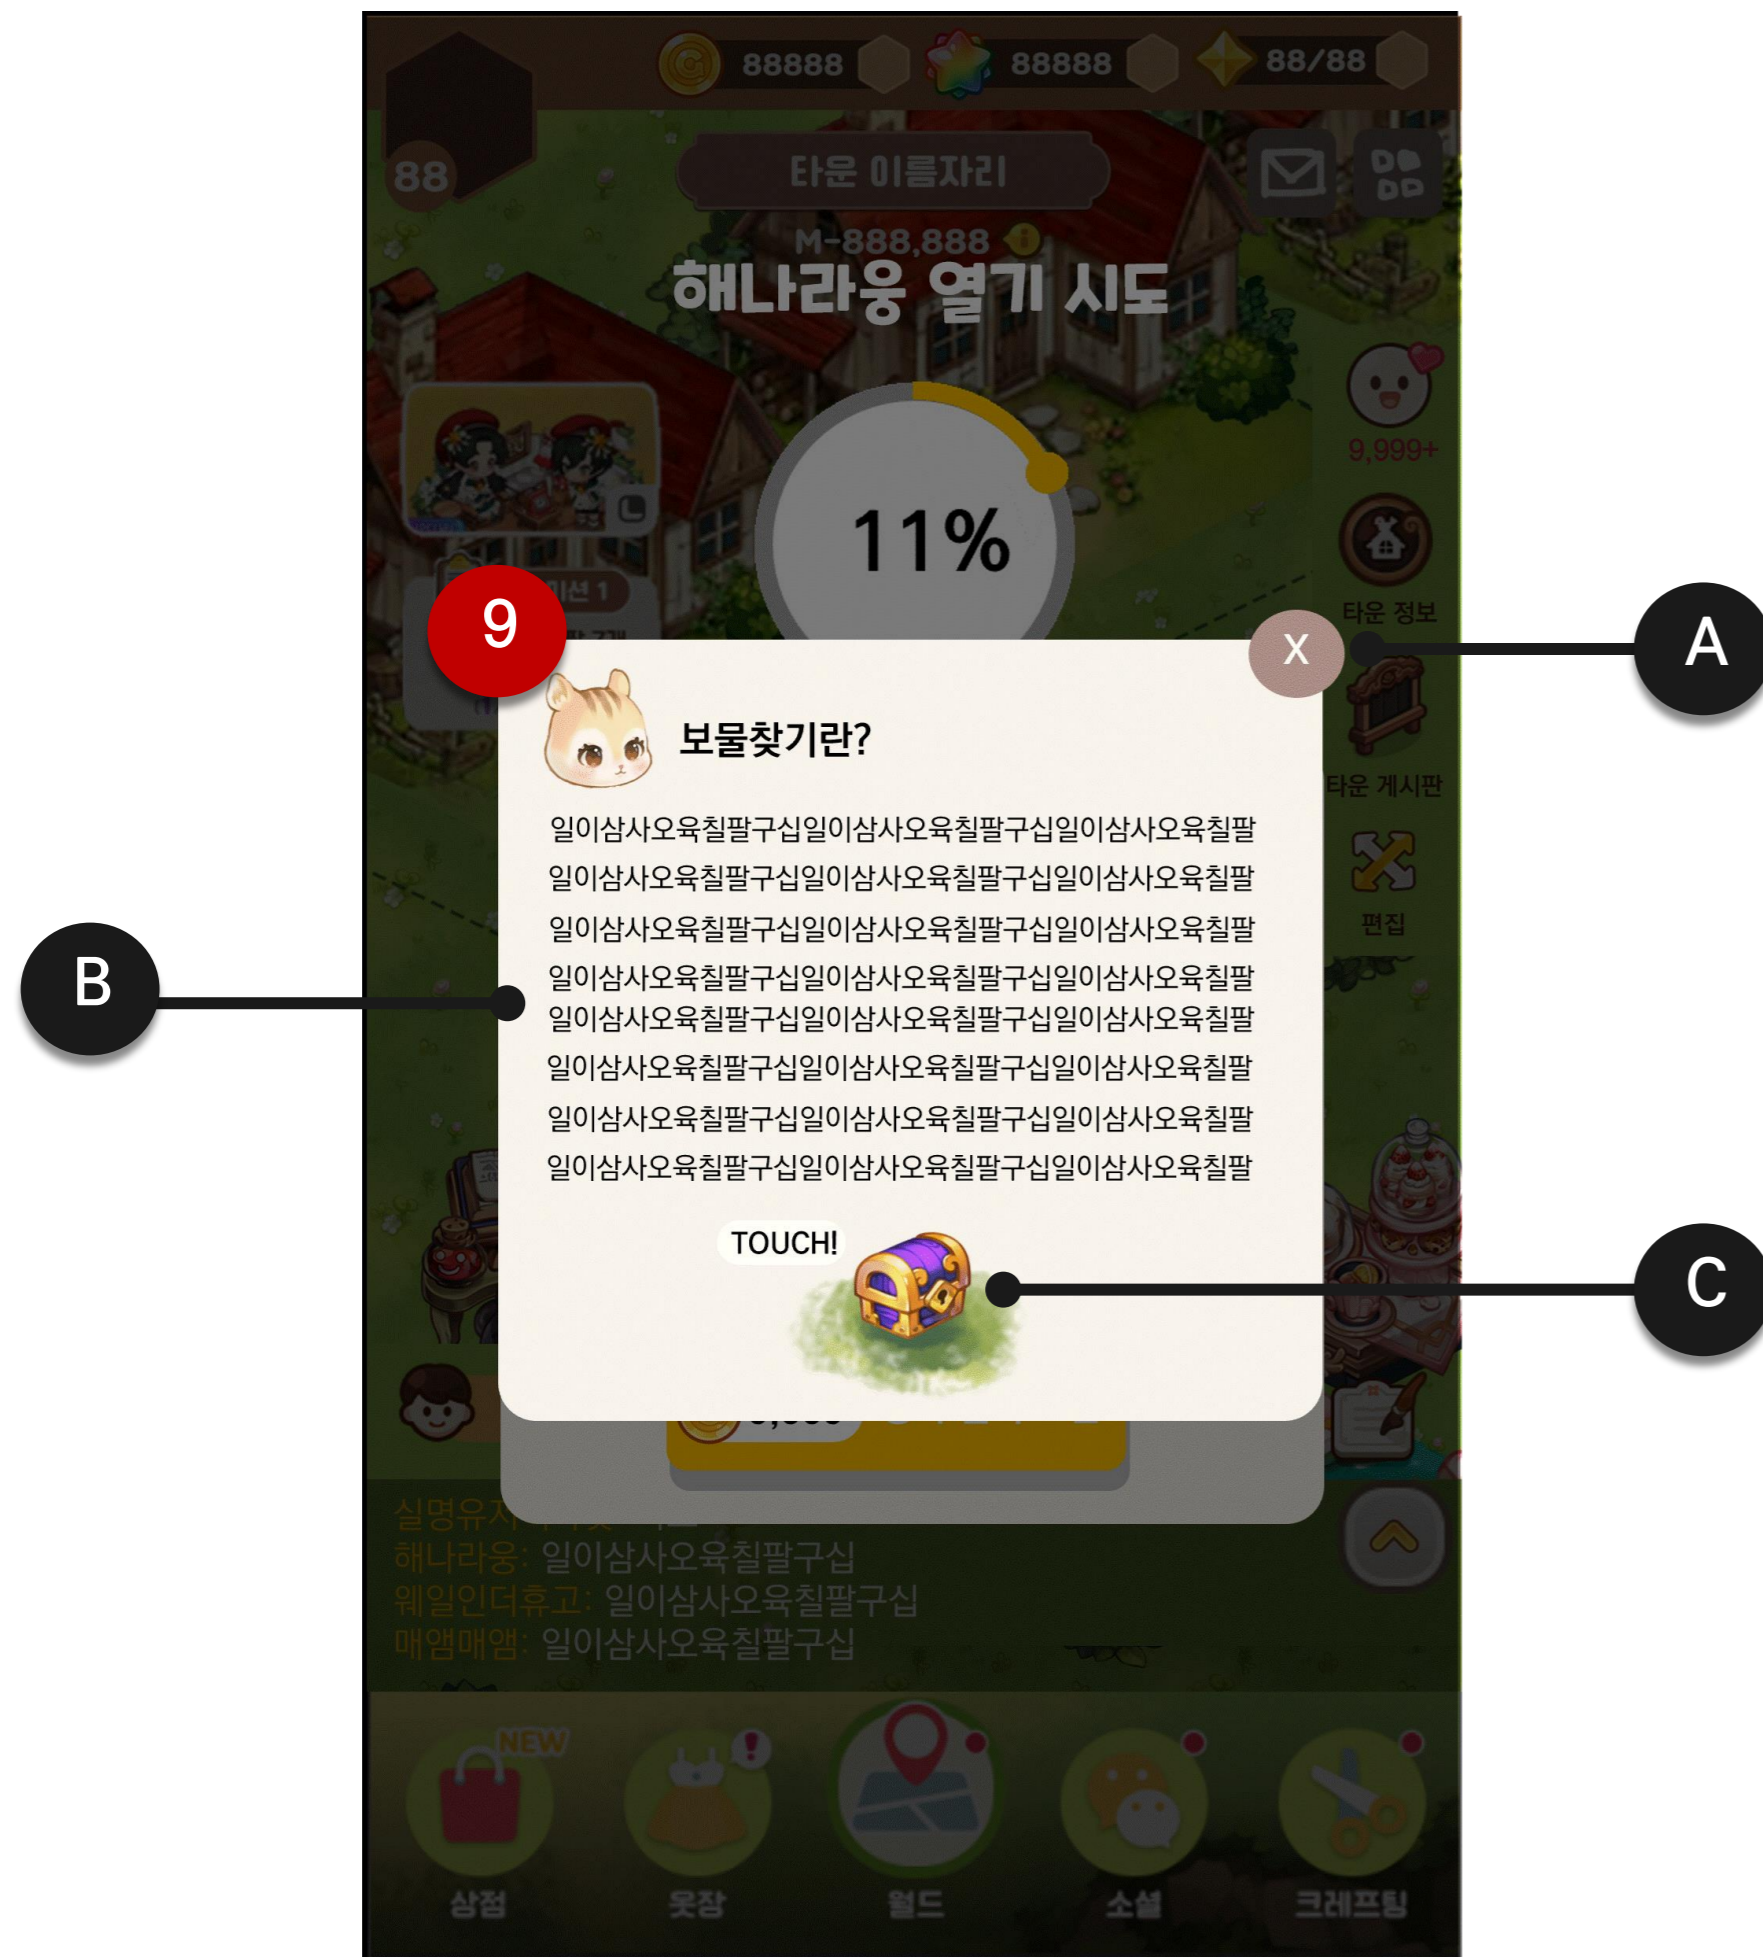 88888
88888
88/88
88
타운 이름자리
M-888,888
해나라웅 열기 시도
9,999+
11%
미션 1
타운 정보
9
X
A
보물찾기란?
타운 게시판
일이삼사오육칠팔구십일이삼사오육칠팔구십일이삼사오육칠팔
일이삼사오육칠팔구십일이삼사오육칠팔구십일이삼사오육칠팔
일이삼사오육칠팔구십일이삼사오육칠팔구십일이삼사오육칠팔
편집
일이삼사오육칠팔구십일이삼사오육칠팔구십일이삼사오육칠팔
B
일이삼사오육칠팔구십일이삼사오육칠팔구십일이삼사오육칠팔
일이삼사오육칠팔구십일이삼사오육칠팔구십일이삼사오육칠팔
일이삼사오육칠팔구십일이삼사오육칠팔구십일이삼사오육칠팔
일이삼사오육칠팔구십일이삼사오육칠팔구십일이삼사오육칠팔
TOUCH!
C
해나라웅: 일이삼사오육칠팔구십
웨일인더휴고: 일이삼사오육칠팔구십
매앰매앰: 일이삼사오육칠팔구십
NEW
상점
옷장
월드
소셜
크레프팅